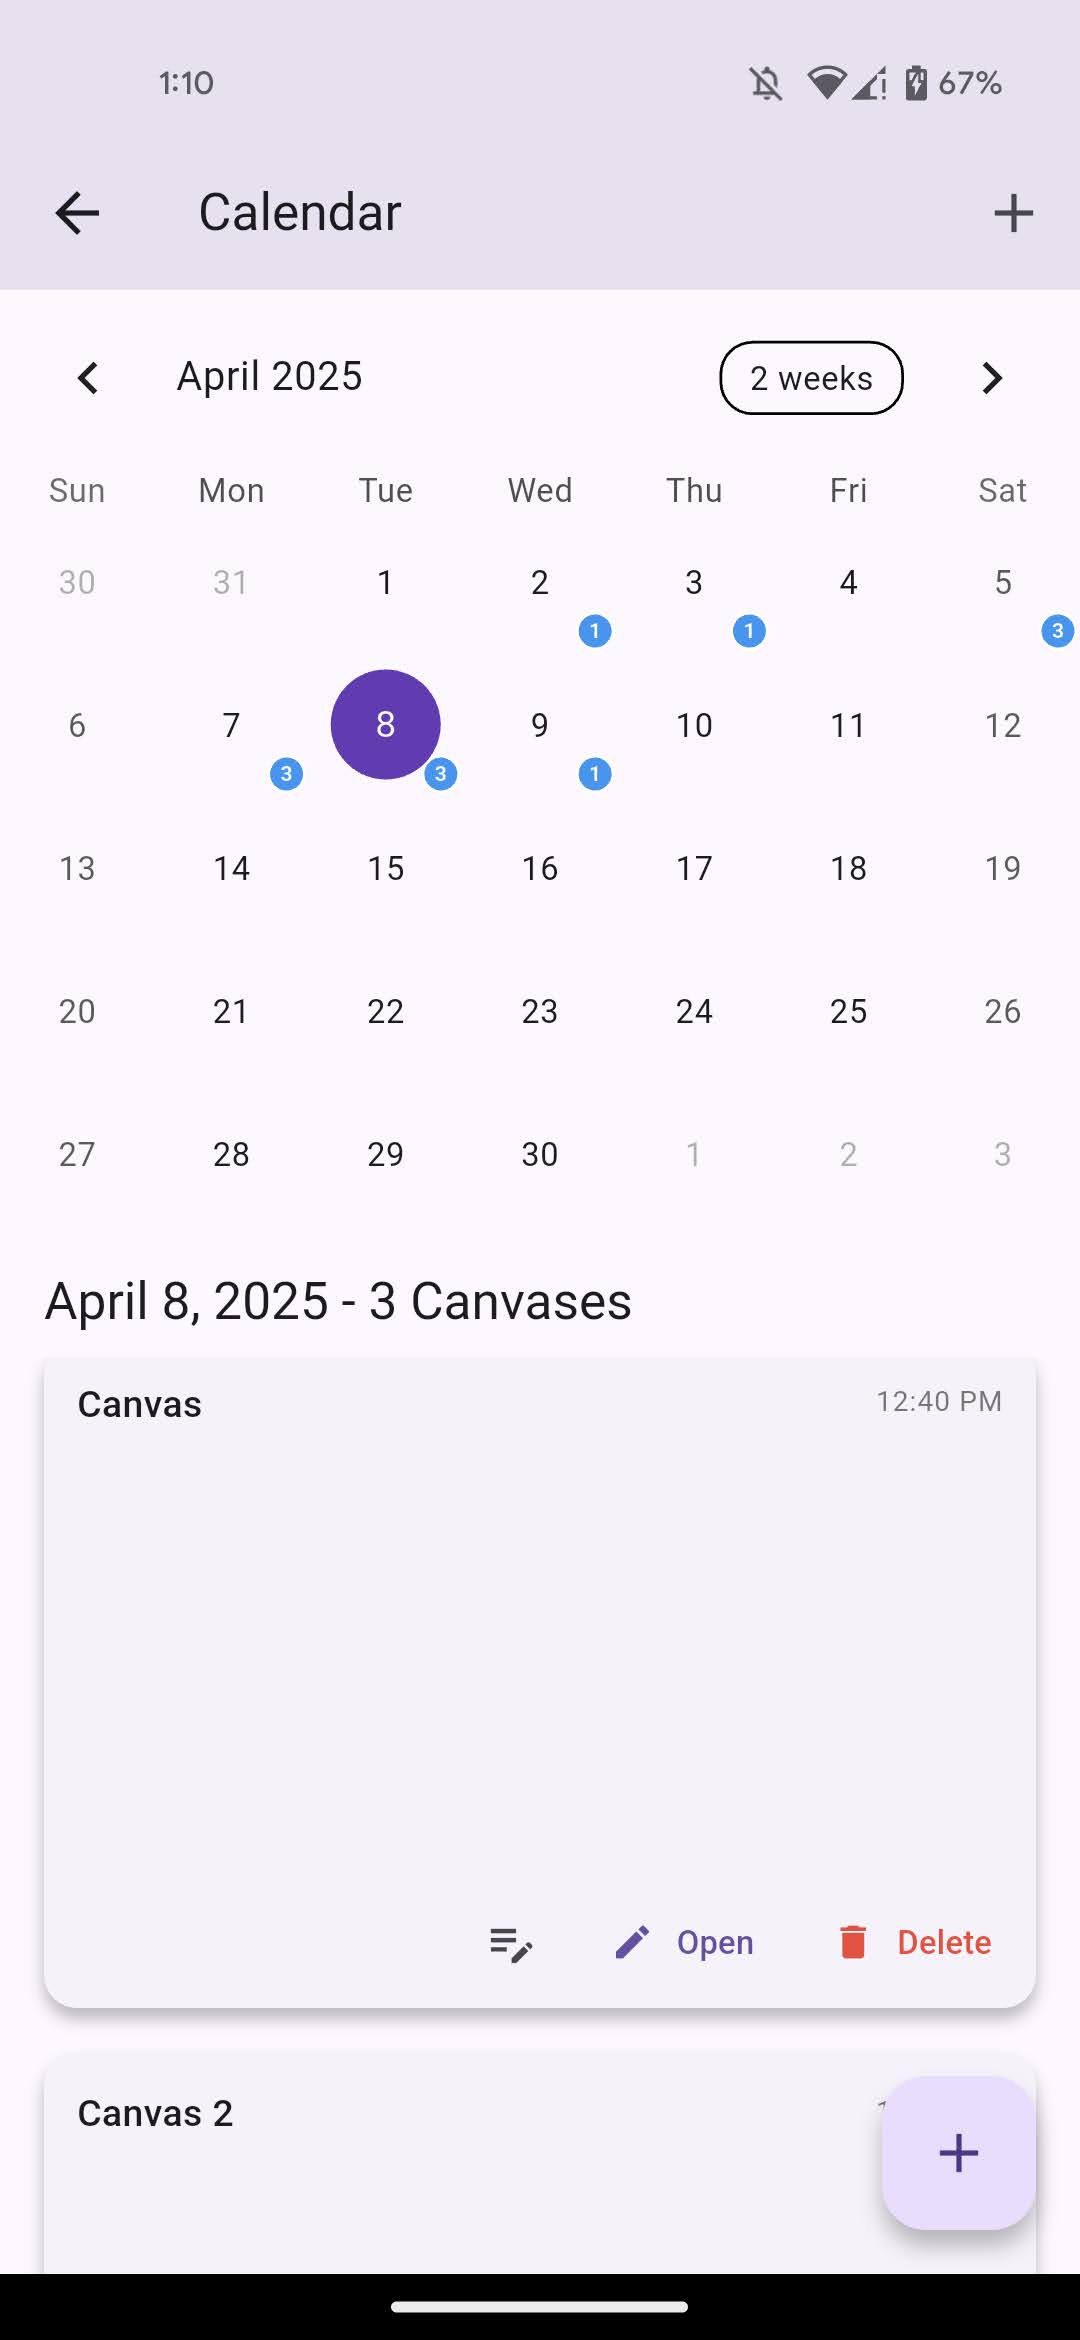 1:10 67%
Calendar
April 2025 2 weeks
Sun Mon Tue Wed Thu Fri Sat
30 31 1 2 3 4 5
1 1 3
6 7 8 9 10 11 12
3 3 1
13 14 15 16 17 18 19
20 21 22 23 24 25 26
27 28 29 30 1 2 3
April 8, 2025 - 3 Canvases
Canvas 12:40 PM
Open Delete
Canvas 2